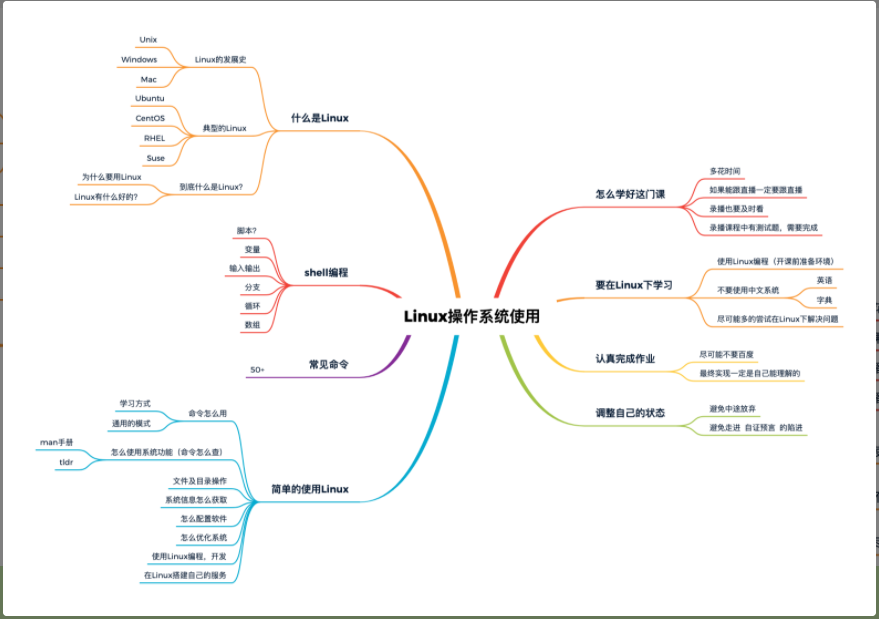 Linux操作系统使用
什么是Linux
Linux的发展史
Unix
Windows
Mac
典型的Linux
Ubuntu
CentOS
RHEL
Suse
到底什么是Linux?
为什么要用Linux
Linux有什么好的?
shell编程
脚本?
变量
输入输出
分支
循环
数组
常见命令
50+
简单的使用Linux
命令怎么用
学习方式
通用的模式
怎么使用系统功能（命令怎么查）
man手册
tldr
文件及目录操作
系统信息怎么获取
怎么配置软件
怎么优化系统
使用Linux编程，开发
在Linux搭建自己的服务
怎么学好这门课
多花时间
如果能跟直播一定要跟直播
录播也要及时看
录播课程中有测试题，需要完成
要在Linux下学习
使用Linux编程（开课前准备环境）
不要使用中文系统
英语
字典
尽可能多的尝试在Linux下解决问题
认真完成作业
尽可能不要百度
最终实现一定是自己能理解的
调整自己的状态
避免中途放弃
避免走进 自证预言 的陷进